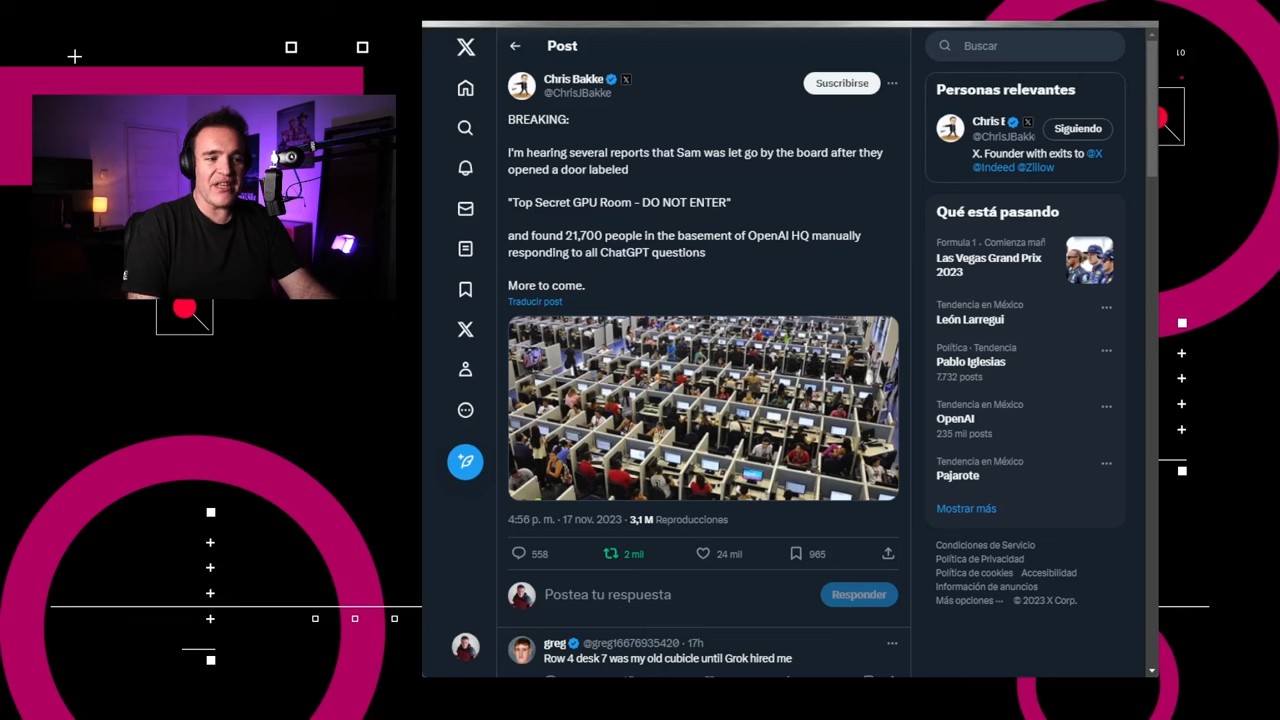 Post
Chris Bakke
@ChrisJBakke
Suscribirse
BREAKING:
I'm hearing several reports that Sam was let go by the board after they
opened a door labeled
"Top Secret GPU Room - DO NOT ENTER"
and found 21,700 people in the basement of OpenAI HQ manually
responding to all ChatGPT questions
More to come.
Traducir post
4:56 p. m. · 17 nov. 2023 · 3,1 M Reproducciones
558
2 mil
24 mil
965
Postea tu respuesta
Responder
greg @greg16676935420 · 17h
Row 4 desk 7 was my old cubicle until Grok hired me
Buscar
Personas relevantes
Chris E
@ChrisJBakk
Siguiendo
X. Founder with exits to @X
@Indeed @Zillow
Qué está pasando
Formula 1 · Comienza mañ
Las Vegas Grand Prix
2023
Tendencia en México
León Larregui
Política · Tendencia
Pablo Iglesias
7.732 posts
Tendencia en México
OpenAI
235 mil posts
Tendencia en México
Pajarote
Mostrar más
Condiciones de Servicio
Política de Privacidad
Política de cookies Accesibilidad
Información de anuncios
Más opciones ··· © 2023 X Corp.